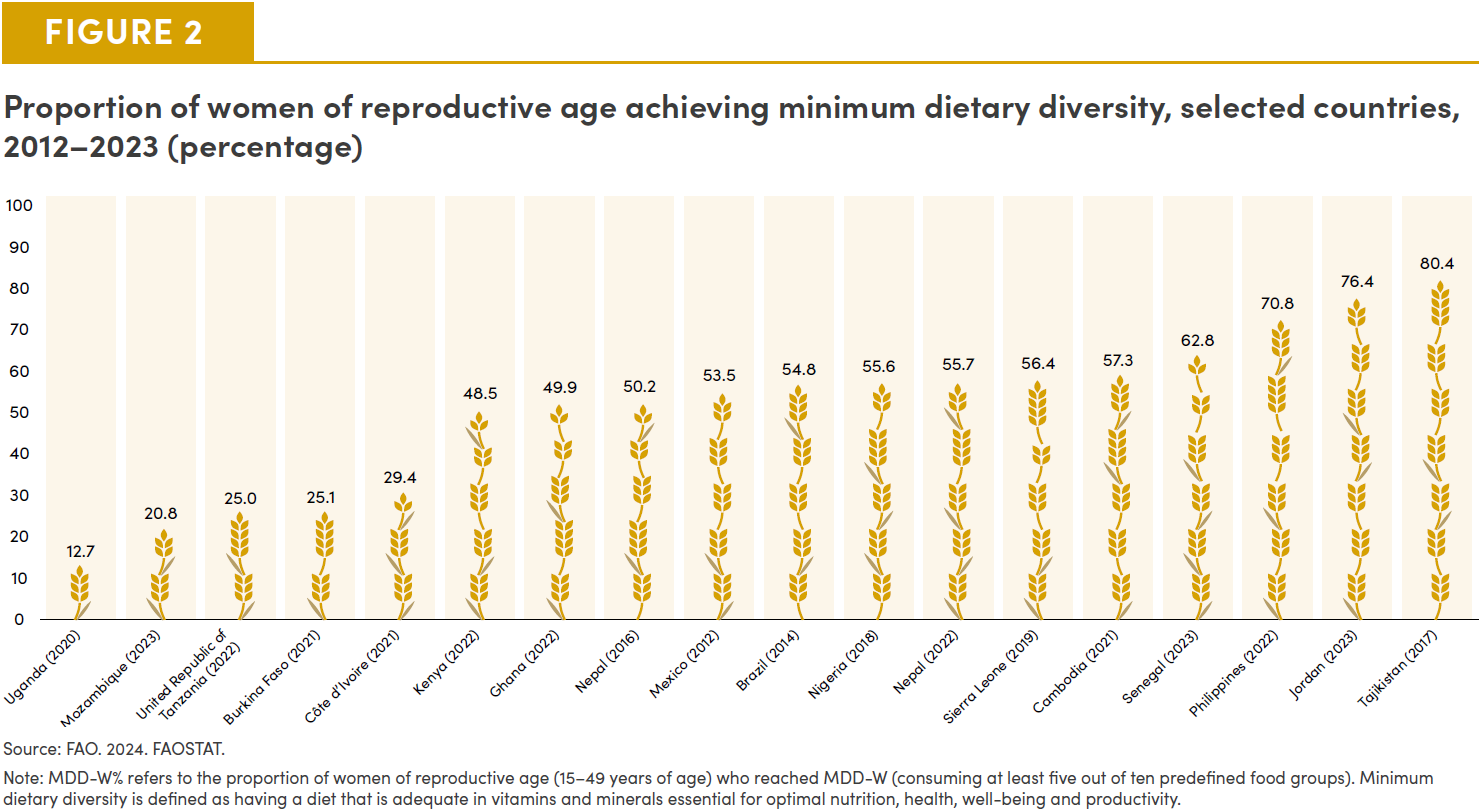 FIGURE 2
Proportion of women of reproductive age achieving minimum dietary diversity, selected countries,
2012–2023 (percentage)
100
90
80
70
60
50
40
30
20
10
0
12.7
20.8
25.0
25.1
29.4
48.5
49.9
50.2
53.5
54.8
55.6
55.7
56.4
57.3
62.8
70.8
76.4
80.4
Uganda (2020)
Mozambique (2023)
United Republic of
Tanzania (2022)
Burkina Faso (2021)
Côte d'Ivoire (2021)
Kenya (2022)
Ghana (2022)
Nepal (2016)
Mexico (2012)
Brazil (2014)
Nigeria (2018)
Nepal (2022)
Sierra Leone (2019)
Cambodia (2021)
Senegal (2023)
Philippines (2022)
Jordan (2023)
Tajikistan (2017)
Source: FAO. 2024. FAOSTAT.
Note: MDD-W% refers to the proportion of women of reproductive age (15–49 years of age) who reached MDD-W (consuming at least five out of ten predefined food groups). Minimum
dietary diversity is defined as having a diet that is adequate in vitamins and minerals essential for optimal nutrition, health, well-being and productivity.